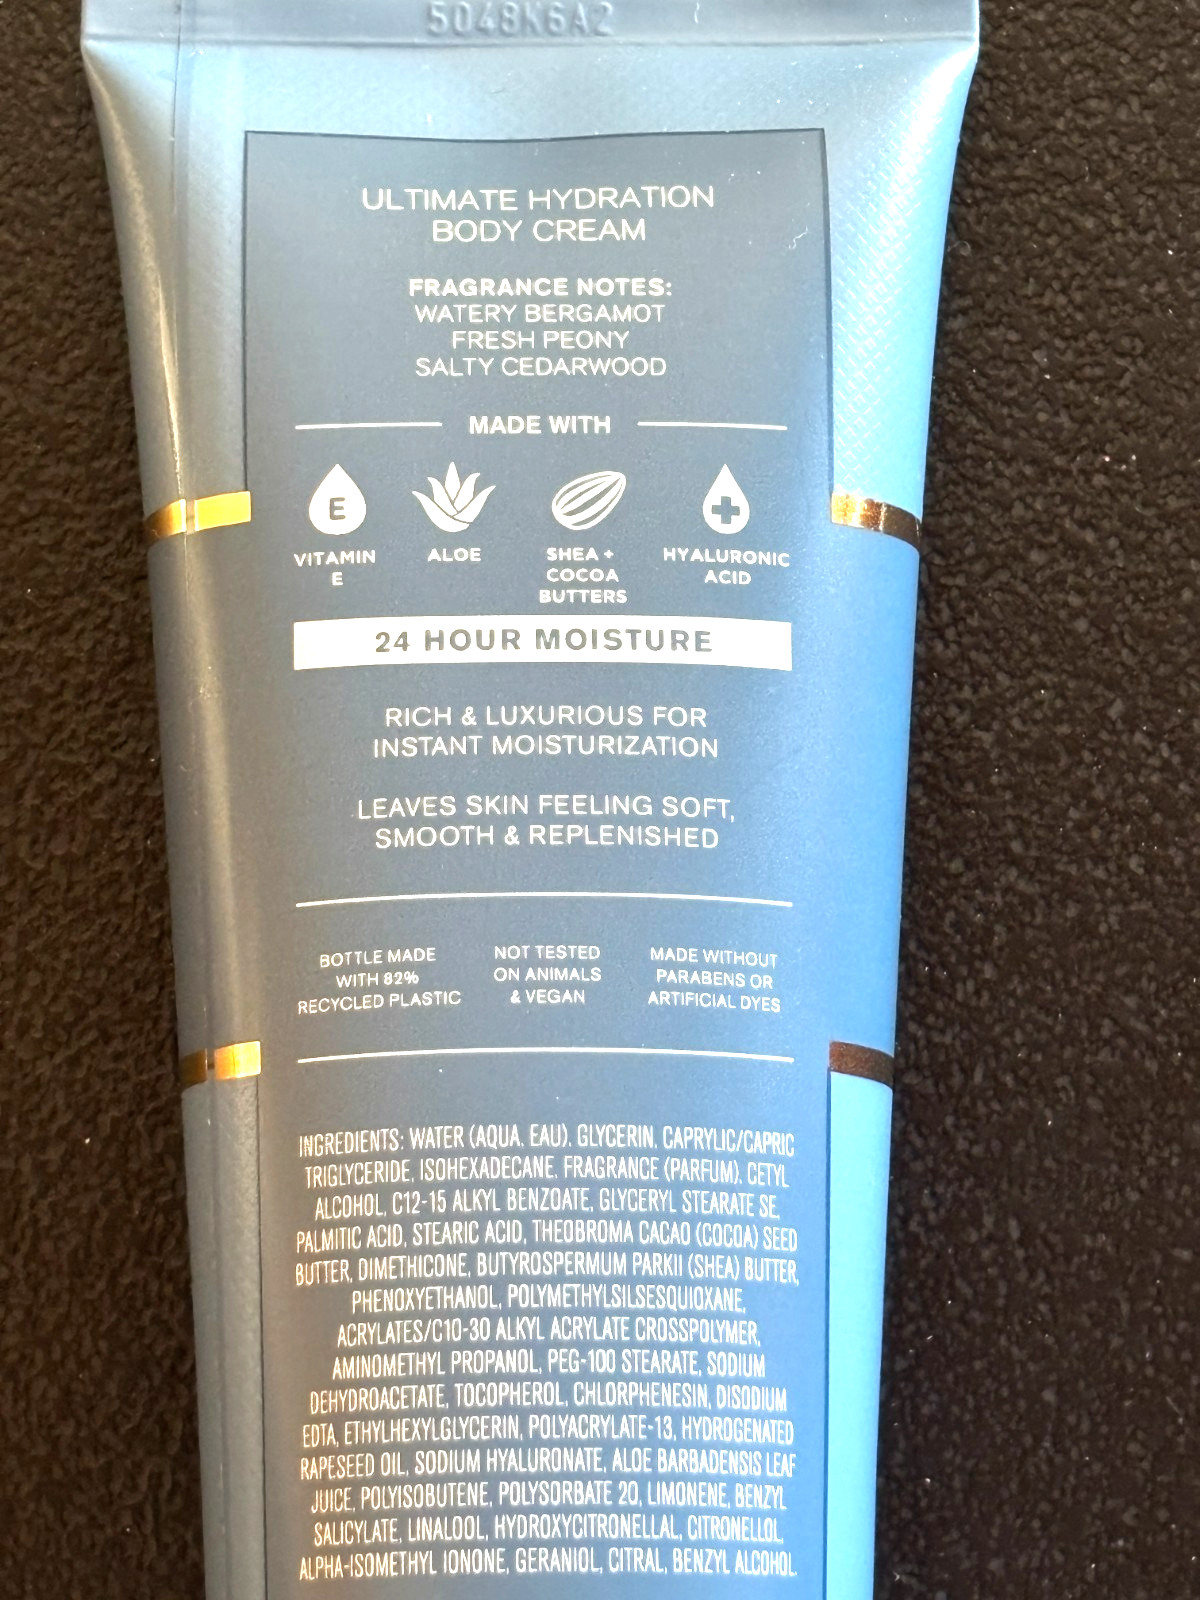 5048K6A2
ULTIMATE HYDRATION
BODY CREAM
FRAGRANCE NOTES:
WATERY BERGAMOT
FRESH PEONY
SALTY CEDARWOOD
MADE WITH
E
VITAMIN
E
ALOE
SHEA +
COCOA
BUTTERS
HYALURONIC
ACID
24 HOUR MOISTURE
RICH & LUXURIOUS FOR
INSTANT MOISTURIZATION
LEAVES SKIN FEELING SOFT,
SMOOTH & REPLENISHED
BOTTLE MADE
WITH 82%
RECYCLED PLASTIC
NOT TESTED
ON ANIMALS
& VEGAN
MADE WITHOUT
PARABENS OR
ARTIFICIAL DYES
INGREDIENTS: WATER (AQUA, EAU), GLYCERIN, CAPRYLIC/CAPRIC
TRIGLYCERIDE, ISOHEXADECANE, FRAGRANCE (PARFUM), CETYL
ALCOHOL, C12-15 ALKYL BENZOATE, GLYCERYL STEARATE SE,
PALMITIC ACID, STEARIC ACID, THEOBROMA CACAO (COCOA) SEED
BUTTER, DIMETHICONE, BUTYROSPERMUM PARKII (SHEA) BUTTER,
PHENOXYETHANOL, POLYMETHYLSILSESQUIOXANE,
ACRYLATES/C10-30 ALKYL ACRYLATE CROSSPOLYMER,
AMINOMETHYL PROPANOL, PEG-100 STEARATE, SODIUM
DEHYDROACETATE, TOCOPHEROL, CHLORPHENESIN, DISODIUM
EDTA, ETHYLHEXYLGLYCERIN, POLYACRYLATE-13, HYDROGENATED
RAPESEED OIL, SODIUM HYALURONATE, ALOE BARBADENSIS LEAF
JUICE, POLYISOBUTENE, POLYSORBATE 20, LIMONENE, BENZYL
SALICYLATE, LINALOOL, HYDROXYCITRONELLAL, CITRONELLOL,
ALPHA-ISOMETHYL IONONE, GERANIOL, CITRAL, BENZYL ALCOHOL.